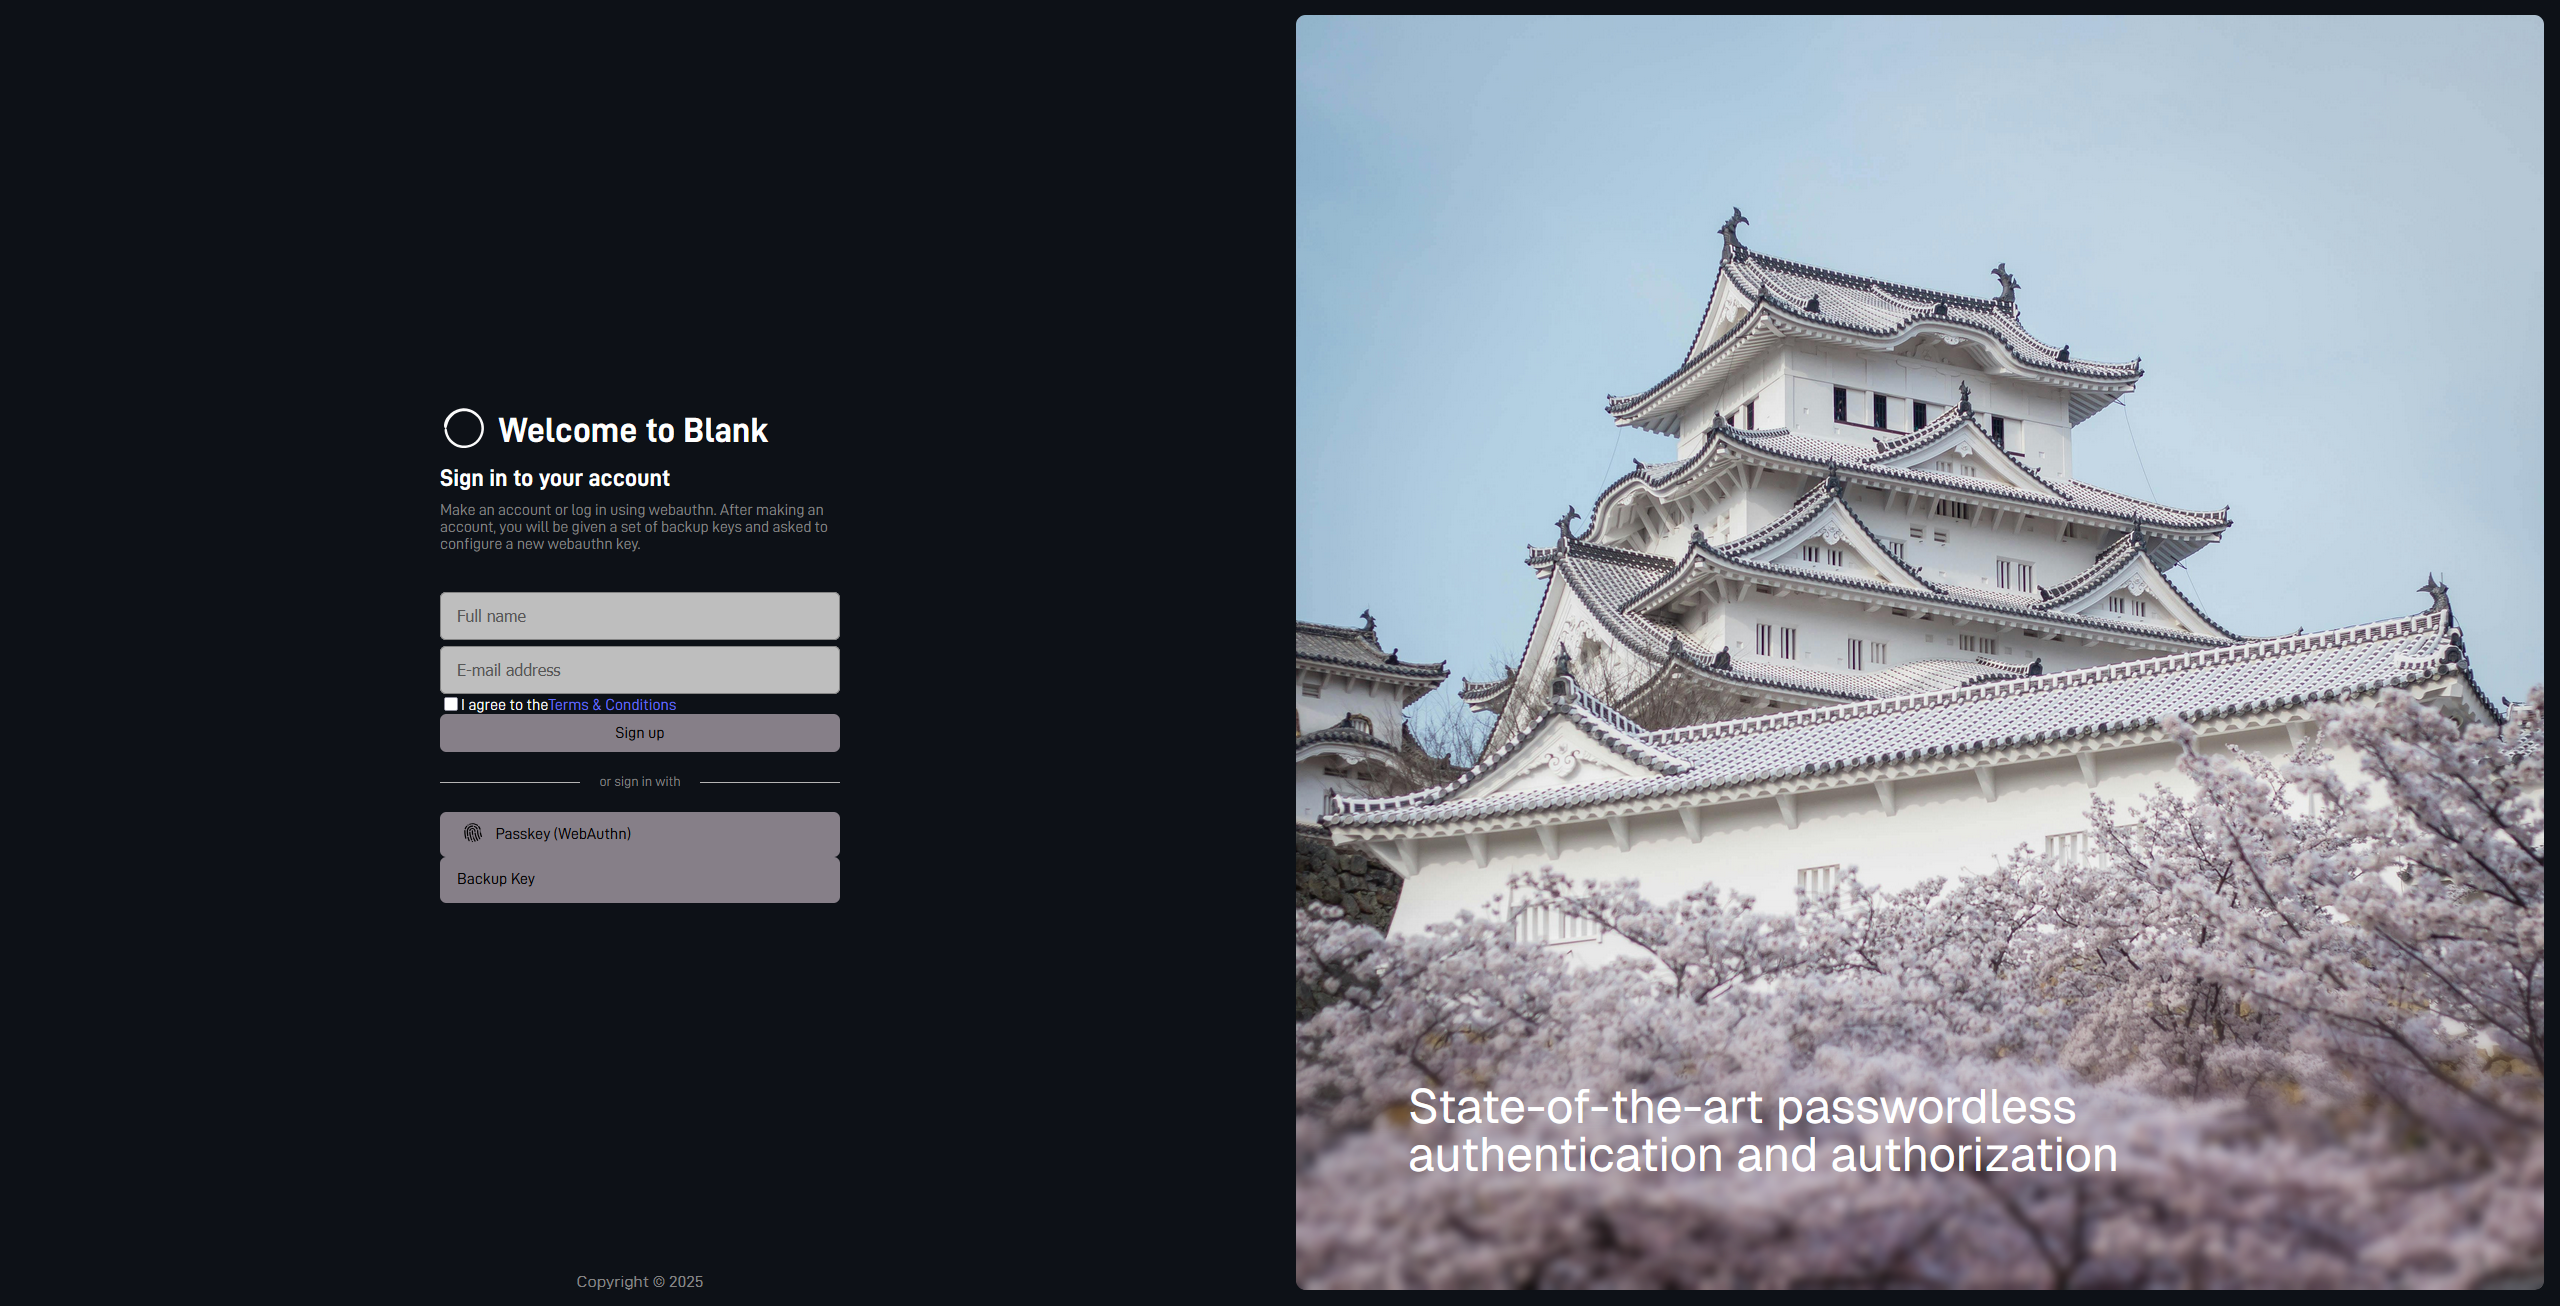 Welcome to Blank
Sign in to your account
Make an account or log in using webauthn. After making an
account, you will be given a set of backup keys and asked to
configure a new webauthn key.
Full name
E-mail address
I agree to theTerms & Conditions
Sign up
or sign in with
Passkey (WebAuthn)
Backup Key
Copyright © 2025
State-of-the-art passwordless
authentication and authorization